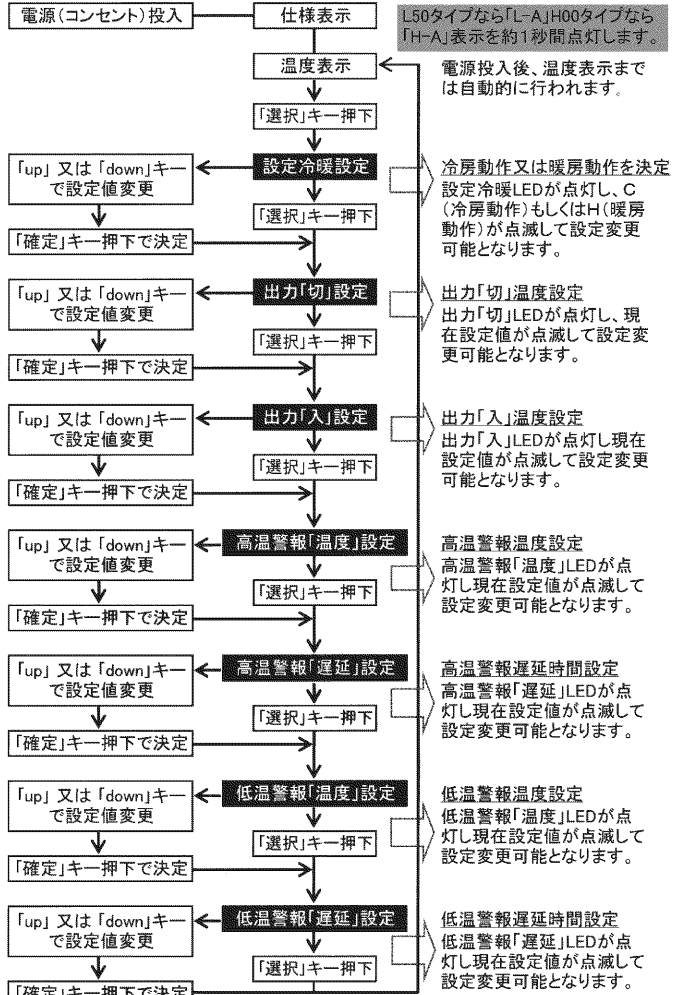 電源(コンセント)投入
仕様表示
L50タイプなら「L-A」H00タイプなら
「H-A」表示を約1秒間点灯します。
温度表示
電源投入後、温度表示まで
は自動的に行われます。
「選択」キー押下
「up」又は「down」キー
で設定値変更
設定冷暖設定
冷房動作又は暖房動作を決定
設定冷暖LEDが点灯し、C
(冷房動作)もしくはH(暖房
動作)が点滅して設定変更
可能となります。
「選択」キー押下
「確定」キー押下で決定
「up」又は「down」キー
で設定値変更
出力「切」設定
出力「切」温度設定
出力「切」LEDが点灯し、現
在設定値が点滅して設定変
更可能となります。
「選択」キー押下
「確定」キー押下で決定
「up」又は「down」キー
で設定値変更
出力「入」設定
出力「入」温度設定
出力「入」LEDが点灯し現在
設定値が点滅して設定変更
可能となります。
「選択」キー押下
「確定」キー押下で決定
「up」又は「down」キー
で設定値変更
高温警報「温度」設定
高温警報温度設定
高温警報「温度」LEDが点
灯し現在設定値が点滅して
設定変更可能となります。
「選択」キー押下
「確定」キー押下で決定
「up」又は「down」キー
で設定値変更
高温警報「遅延」設定
高温警報遅延時間設定
高温警報「遅延」LEDが点
灯し現在設定値が点滅して
設定変更可能となります。
「選択」キー押下
「確定」キー押下で決定
「up」又は「down」キー
で設定値変更
低温警報「温度」設定
低温警報温度設定
低温警報「温度」LEDが点
灯し現在設定値が点滅して
設定変更可能となります。
「選択」キー押下
「確定」キー押下で決定
「up」又は「down」キー
で設定値変更
低温警報「遅延」設定
低温警報遅延時間設定
低温警報「遅延」LEDが点
灯し現在設定値が点滅して
設定変更可能となります。
「選択」キー押下
「確定」キー押下で決定